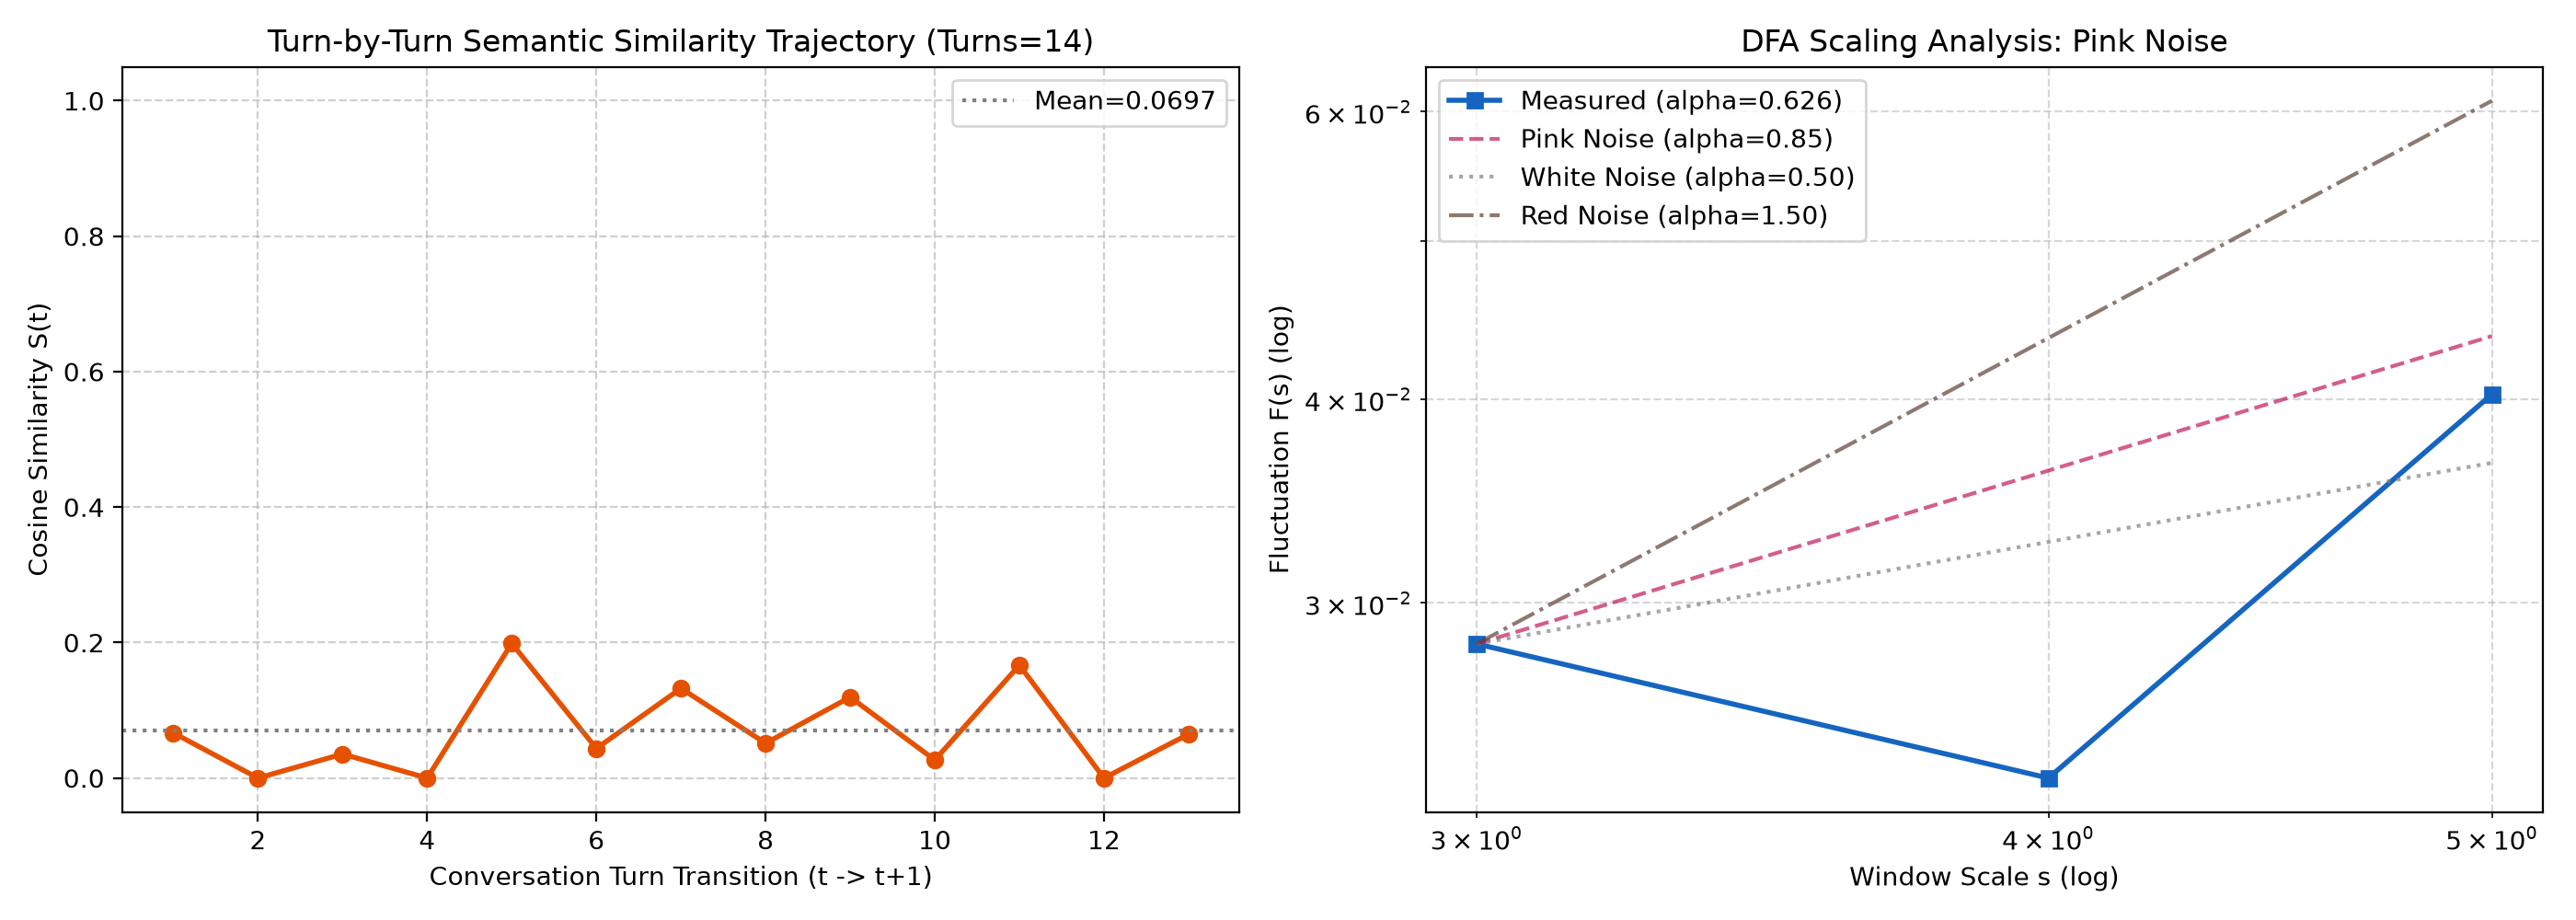 Turn-by-Turn Semantic Similarity Trajectory (Turns=14)
Mean=0.0697
1.0
0.8
0.6
0.4
0.2
0.0
Cosine Similarity S(t)
2
4
6
8
10
12
Conversation Turn Transition (t -> t+1)
DFA Scaling Analysis: Pink Noise
Measured (alpha=0.626)
Pink Noise (alpha=0.85)
White Noise (alpha=0.50)
Red Noise (alpha=1.50)
6 × 10⁻²
4 × 10⁻²
3 × 10⁻²
Fluctuation F(s) (log)
3 × 10⁰
4 × 10⁰
5 × 10⁰
Window Scale s (log)